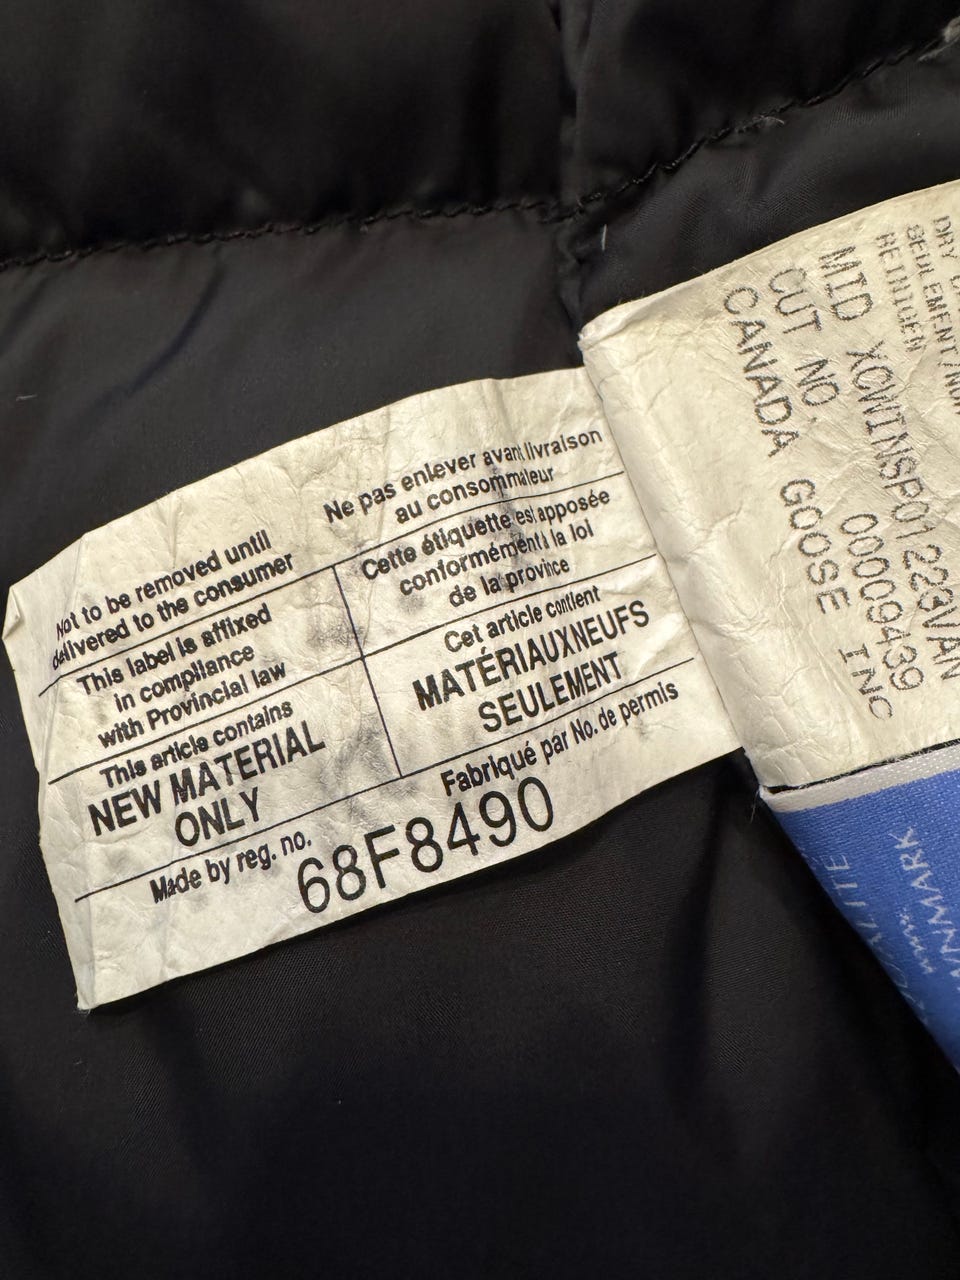 Not to be removed until
delivered to the consumer
Ne pas enlever avant livraison
au consommateur
This label is affixed
in compliance
with Provincial law
Cette étiquette est apposée
conformément à la loi
de la province
This article contains
NEW MATERIAL
ONLY
Cet article contient
MATÉRIAUXNEUFS
SEULEMENT
Made by reg. no.
Fabriqué par No. de permis
68F8490
DRY
SEULEMENT/
REINIGEN
MID XCWINSP01223VAN
CUT NO. 00009439
CANADA GOOSE INC